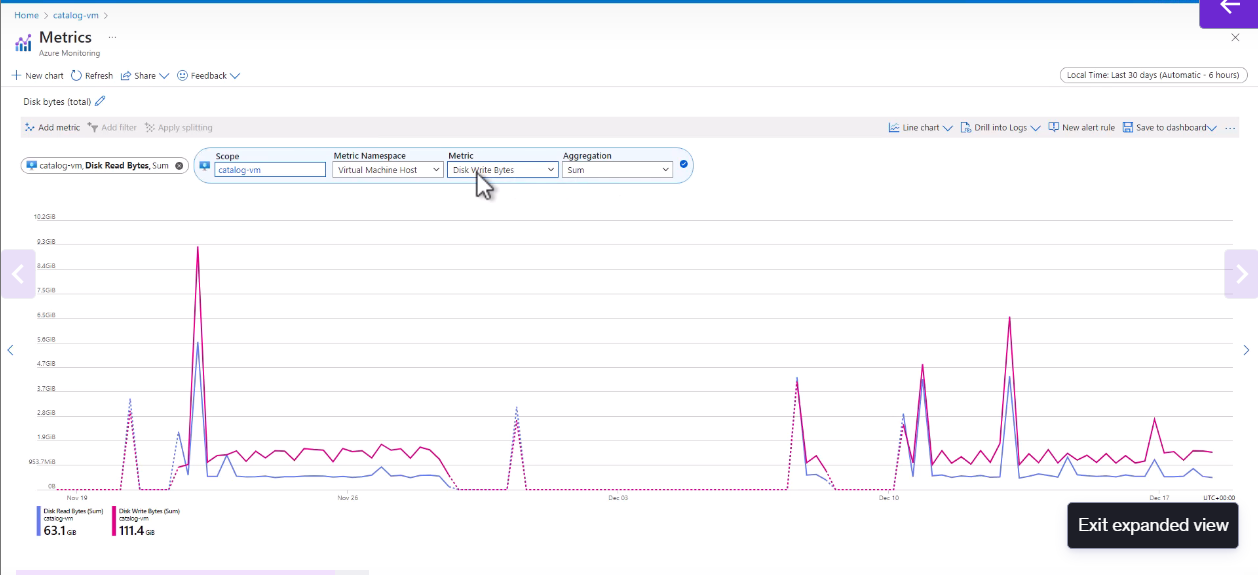 Home > catalog-vm >
Metrics ...
Azure Monitoring
New chart Refresh Share Feedback
Local Time: Last 30 days (Automatic - 6 hours)
Disk bytes (total)
Add metric Add filter Apply splitting
Line chart Drill into Logs New alert rule Save to dashboard ...
catalog-vm, Disk Read Bytes, Sum
Scope Metric Namespace Metric Aggregation
catalog-vm Virtual Machine Host Disk Write Bytes Sum
10.2GiB
9.3GiB
8.4GiB
7.5GiB
6.5GiB
5.6GiB
4.7GiB
3.7GiB
2.8GiB
1.9GiB
953.7MiB
0B
Nov 19 Nov 26 Dec 03 Dec 10 Dec 17 UTC+00:00
Disk Read Bytes (Sum) Disk Write Bytes (Sum)
catalog-vm catalog-vm
63.1 GiB 111.4 GiB
Exit expanded view